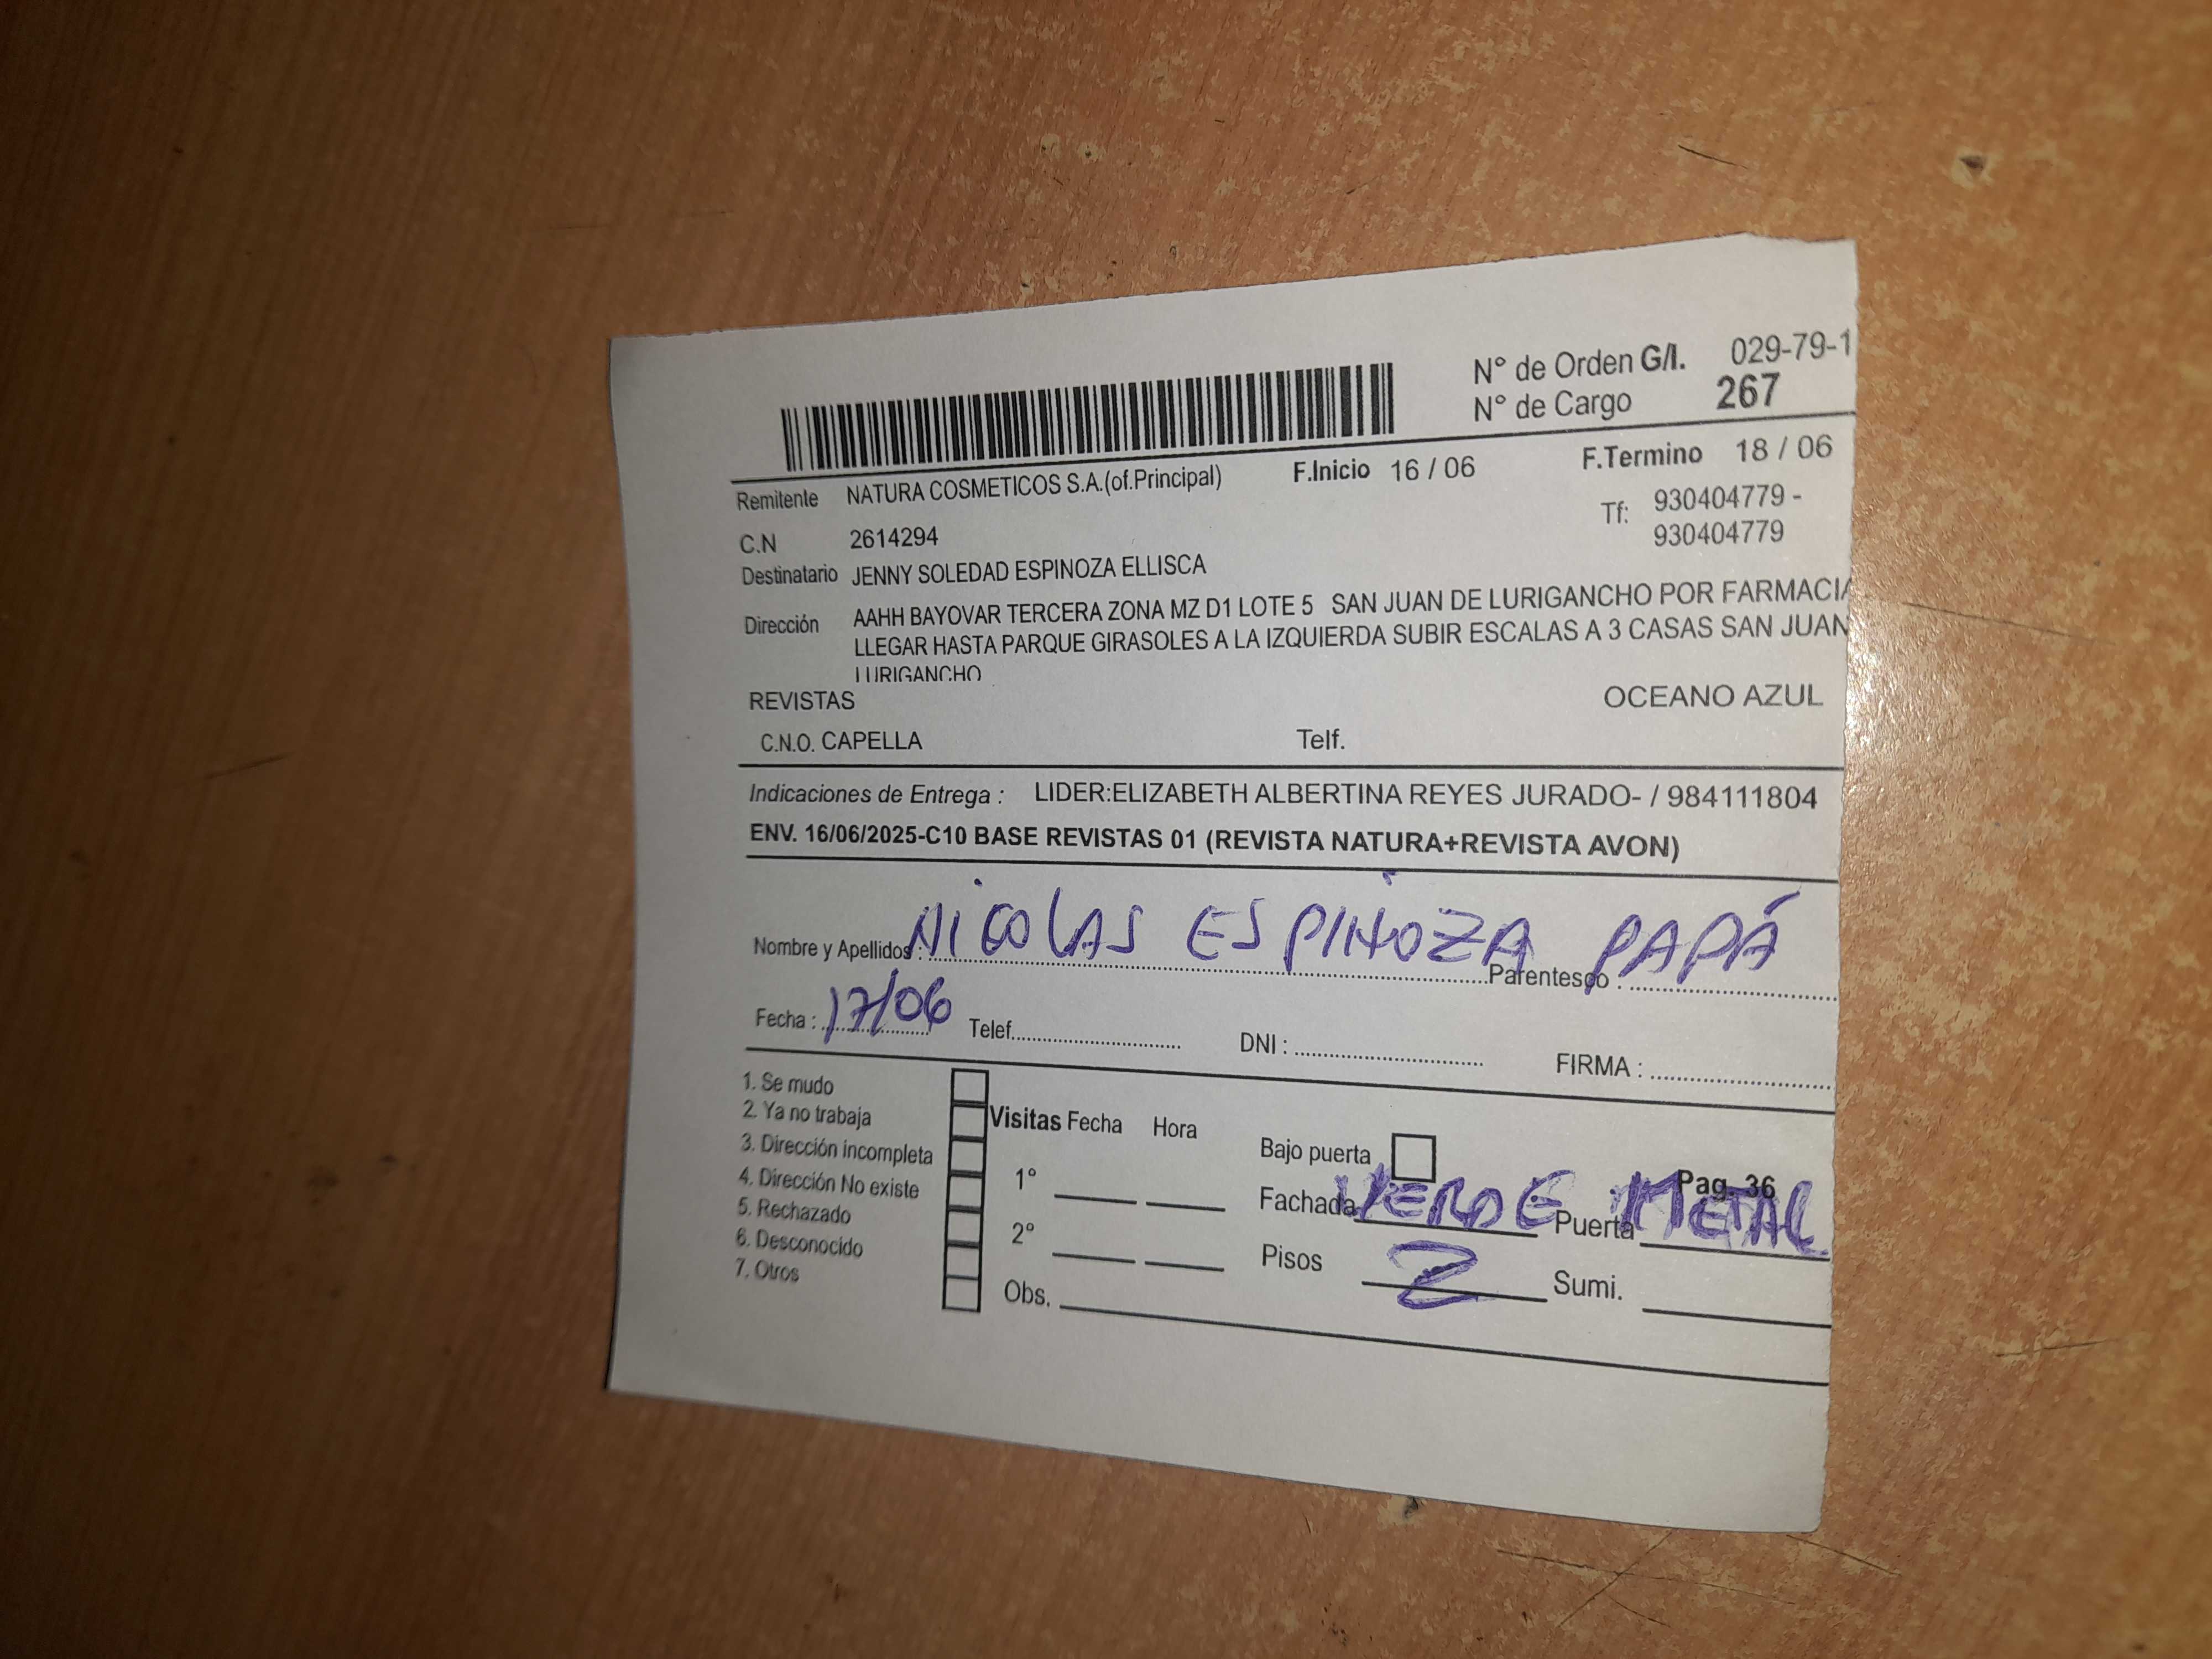 N° de Orden G/I. 029-79-1
N° de Cargo 267
Remitente NATURA COSMETICOS S.A.(of.Principal) F.Inicio 16 / 06 F.Termino 18 / 06
C.N 2614294 Tf: 930404779 -
930404779
Destinatario JENNY SOLEDAD ESPINOZA ELLISCA
Dirección AAHH BAYOVAR TERCERA ZONA MZ D1 LOTE 5 SAN JUAN DE LURIGANCHO POR FARMACIA
LLEGAR HASTA PARQUE GIRASOLES A LA IZQUIERDA SUBIR ESCALAS A 3 CASAS SAN JUAN
LURIGANCHO
REVISTAS OCEANO AZUL
C.N.O. CAPELLA Telf.
Indicaciones de Entrega : LIDER:ELIZABETH ALBERTINA REYES JURADO- / 984111804
ENV. 16/06/2025-C10 BASE REVISTAS 01 (REVISTA NATURA+REVISTA AVON)
Nombre y Apellidos : NICOLAS ESPINOZA Parentesco : PAPÁ
Fecha : 17/06 Telef. DNI : FIRMA :
1. Se mudo
2. Ya no trabaja
3. Dirección incompleta
4. Dirección No existe
5. Rechazado
6. Desconocido
7. Otros
Visitas Fecha Hora
1°
2°
Obs.
Bajo puerta
Pag. 36
Fachada VERDE Puerta METAL
Pisos 2 Sumi.